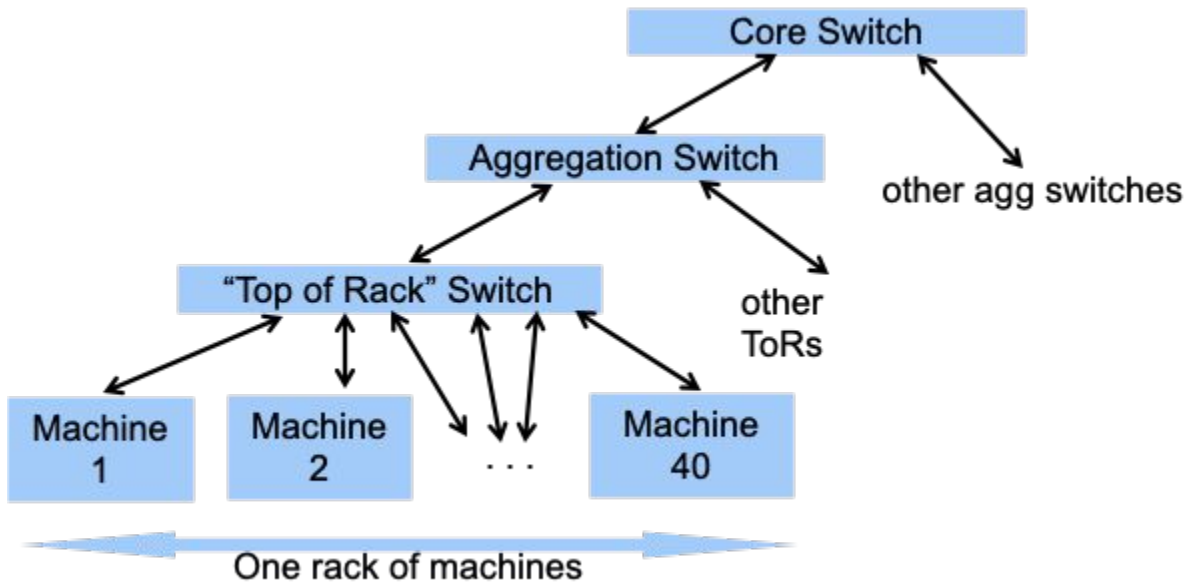 Core Switch
Aggregation Switch
other agg switches
“Top of Rack” Switch
other
ToRs
Machine
1
Machine
2
. . .
Machine
40
One rack of machines